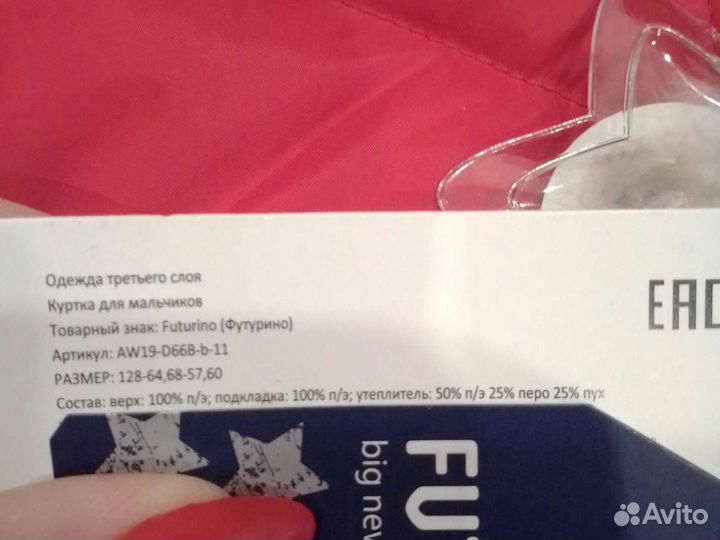 Одежда третьего слоя
Куртка для мальчиков
Товарный знак: Futurino (Футурино)
Артикул: AW19-D66B-b-11
РАЗМЕР: 128-64,68-57,60
Состав: верх: 100% п/э; подкладка: 100% п/э; утеплитель: 50% п/э 25% перо 25% пух
EAC
FU
big new
Avito